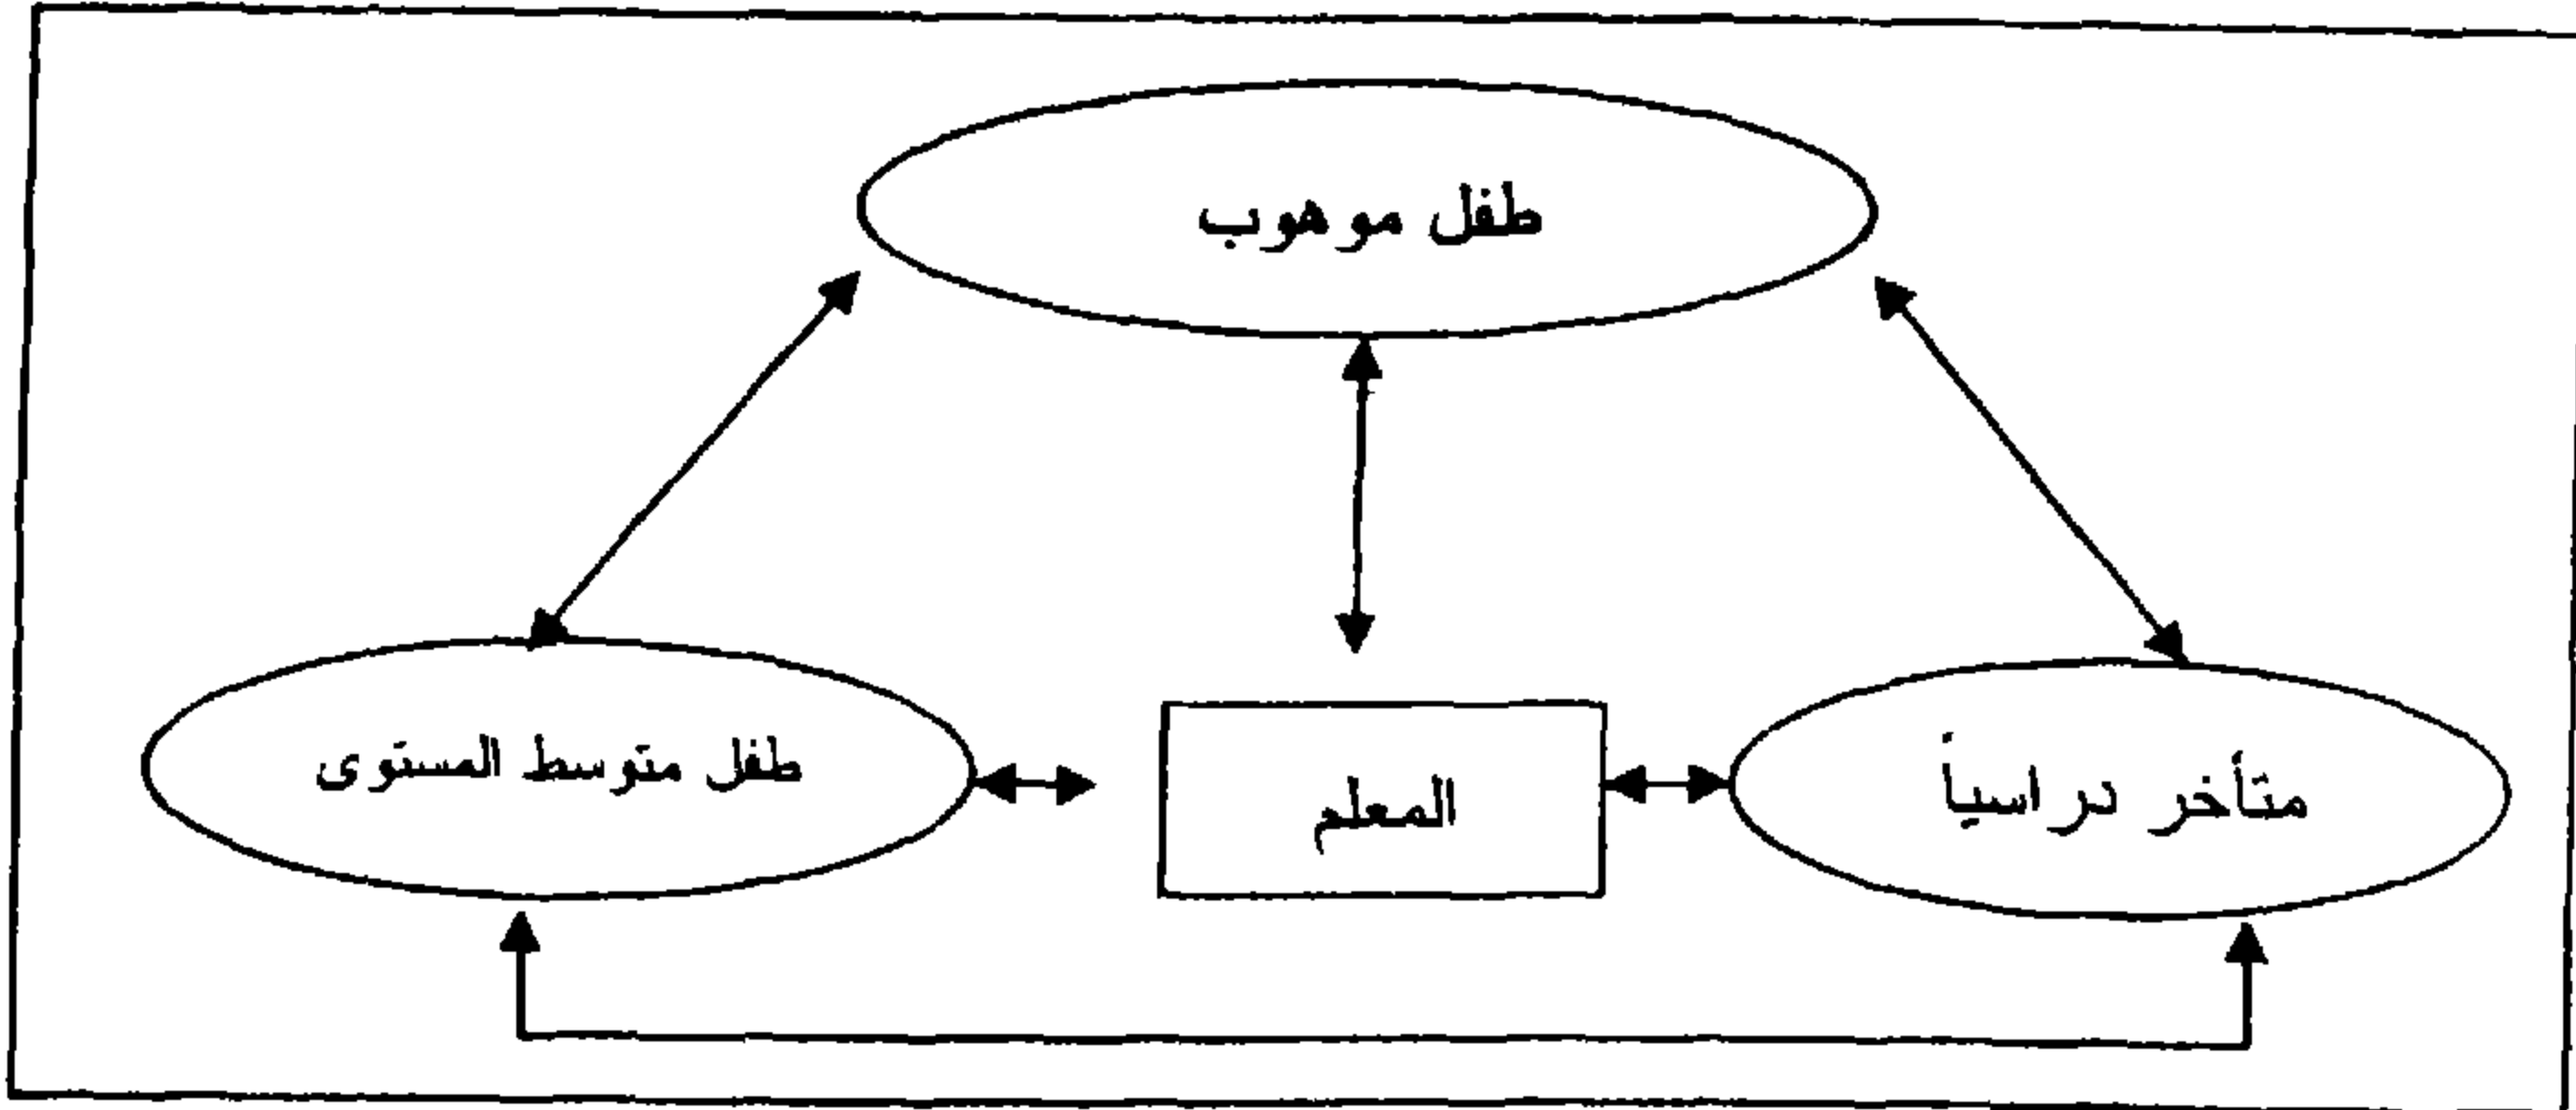 طفل موهوب
متأخر دراسياً
المعلم
طفل متوسط المستوى